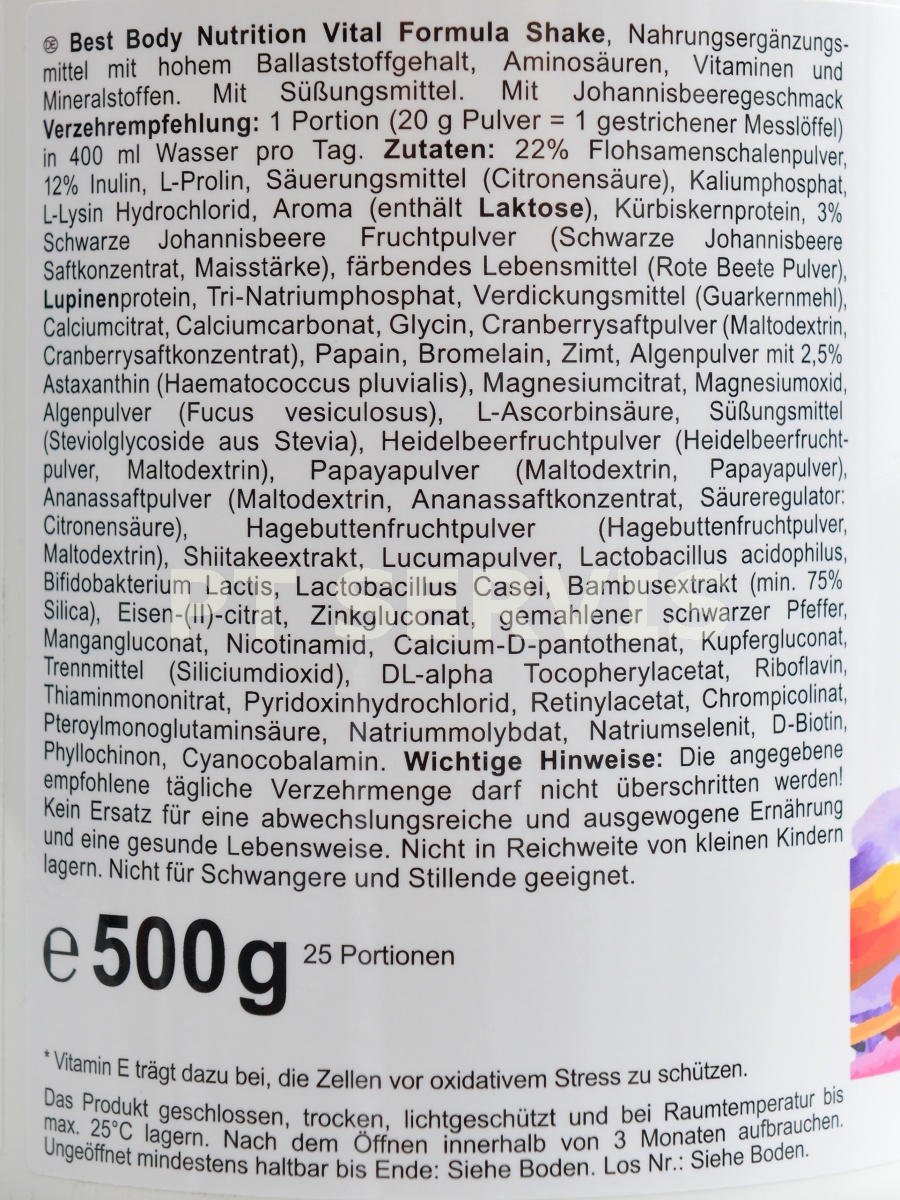 DE Best Body Nutrition Vital Formula Shake, Nahrungsergänzungs-
mittel mit hohem Ballaststoffgehalt, Aminosäuren, Vitaminen und
Mineralstoffen. Mit Süßungsmittel. Mit Johannisbeeregeschmack
Verzehrempfehlung: 1 Portion (20 g Pulver = 1 gestrichener Messlöffel)
in 400 ml Wasser pro Tag. Zutaten: 22% Flohsamenschalenpulver,
12% Inulin, L-Prolin, Säuerungsmittel (Citronensäure), Kaliumphosphat,
L-Lysin Hydrochlorid, Aroma (enthält Laktose), Kürbiskernprotein, 3%
Schwarze Johannisbeere Fruchtpulver (Schwarze Johannisbeere
Saftkonzentrat, Maisstärke), färbendes Lebensmittel (Rote Beete Pulver),
Lupinenprotein, Tri-Natriumphosphat, Verdickungsmittel (Guarkernmehl),
Calciumcitrat, Calciumcarbonat, Glycin, Cranberrysaftpulver (Maltodextrin,
Cranberrysaftkonzentrat), Papain, Bromelain, Zimt, Algenpulver mit 2,5%
Astaxanthin (Haematococcus pluvialis), Magnesiumcitrat, Magnesiumoxid,
Algenpulver (Fucus vesiculosus), L-Ascorbinsäure, Süßungsmittel
(Steviolglycoside aus Stevia), Heidelbeerfruchtpulver (Heidelbeerfrucht-
pulver, Maltodextrin), Papayapulver (Maltodextrin, Papayapulver),
Ananassaftpulver (Maltodextrin, Ananassaftkonzentrat, Säureregulator:
Citronensäure), Hagebuttenfruchtpulver (Hagebuttenfruchtpulver,
Maltodextrin), Shiitakeextrakt, Lucumapulver, Lactobacillus acidophilus,
Bifidobakterium Lactis, Lactobacillus Casei, Bambusextrakt (min. 75%
Silica), Eisen-(II)-citrat, Zinkgluconat, gemahlener schwarzer Pfeffer,
Mangangluconat, Nicotinamid, Calcium-D-pantothenat, Kupfergluconat,
Trennmittel (Siliciumdioxid), DL-alpha Tocopherylacetat, Riboflavin,
Thiaminmononitrat, Pyridoxinhydrochlorid, Retinylacetat, Chrompicolinat,
Pteroylmonoglutaminsäure, Natriummolybdat, Natriumselenit, D-Biotin,
Phyllochinon, Cyanocobalamin. Wichtige Hinweise: Die angegebene
empfohlene tägliche Verzehrmenge darf nicht überschritten werden!
Kein Ersatz für eine abwechslungsreiche und ausgewogene Ernährung
und eine gesunde Lebensweise. Nicht in Reichweite von kleinen Kindern
lagern. Nicht für Schwangere und Stillende geeignet.
e 500g 25 Portionen
* Vitamin E trägt dazu bei, die Zellen vor oxidativem Stress zu schützen.
Das Produkt geschlossen, trocken, lichtgeschützt und bei Raumtemperatur bis
max. 25°C lagern. Nach dem Öffnen innerhalb von 3 Monaten aufbrauchen.
Ungeöffnet mindestens haltbar bis Ende: Siehe Boden. Los Nr.: Siehe Boden.
PT SERVIS